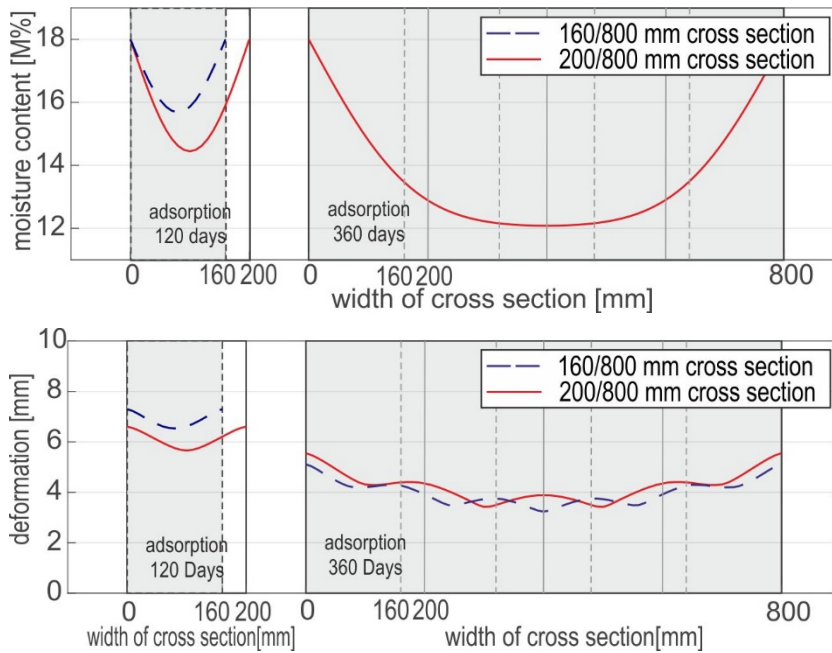 moisture content [M%]
18
16
14
12
160/800 mm cross section
200/800 mm cross section
adsorption
120 days
adsorption
360 days
0
160 200
0
160 200
800
width of cross section [mm]
deformation [mm]
10
8
6
4
2
0
160/800 mm cross section
200/800 mm cross section
adsorption
120 Days
adsorption
360 Days
0
160 200
0
160 200
800
width of cross section[mm]
width of cross section[mm]